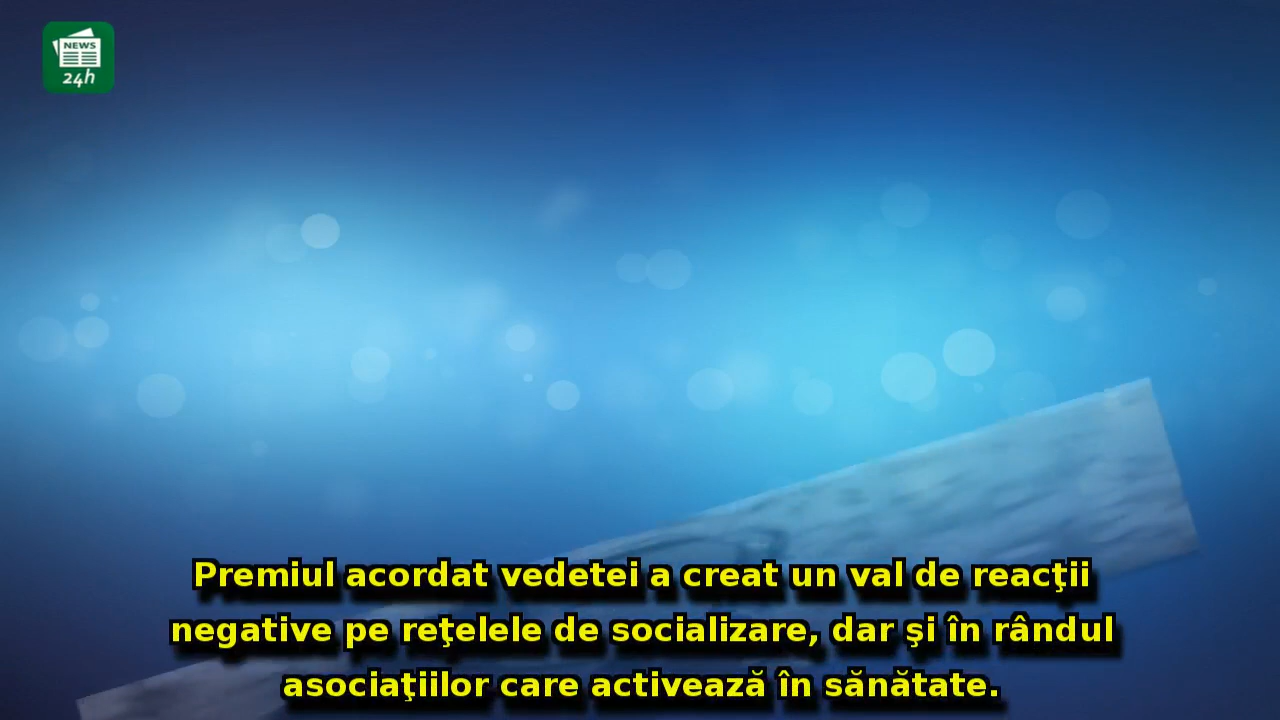 NEWS
24h
Premiul acordat vedetei a creat un val de reacţii
negative pe reţelele de socializare, dar şi în rândul
asociaţiilor care activează în sănătate.